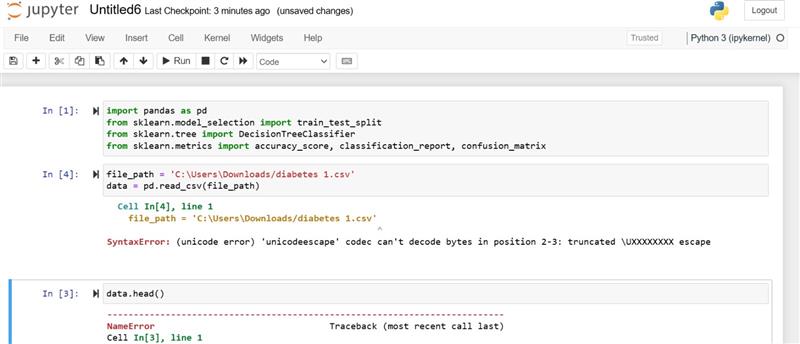 jupyter Untitled6 Last Checkpoint: 3 minutes ago (unsaved changes) Logout
File Edit View Insert Cell Kernel Widgets Help Trusted Python 3 (ipykernel)
Run Code
In [1]: import pandas as pd
from sklearn.model_selection import train_test_split
from sklearn.tree import DecisionTreeClassifier
from sklearn.metrics import accuracy_score, classification_report, confusion_matrix
In [4]: file_path = 'C:\Users\Downloads/diabetes 1.csv'
data = pd.read_csv(file_path)
Cell In[4], line 1
file_path = 'C:\Users\Downloads/diabetes 1.csv'
^
SyntaxError: (unicode error) 'unicodeescape' codec can't decode bytes in position 2-3: truncated \UXXXXXXXX escape
In [3]: data.head()
---------------------------------------------------------------------------
NameError Traceback (most recent call last)
Cell In[3], line 1